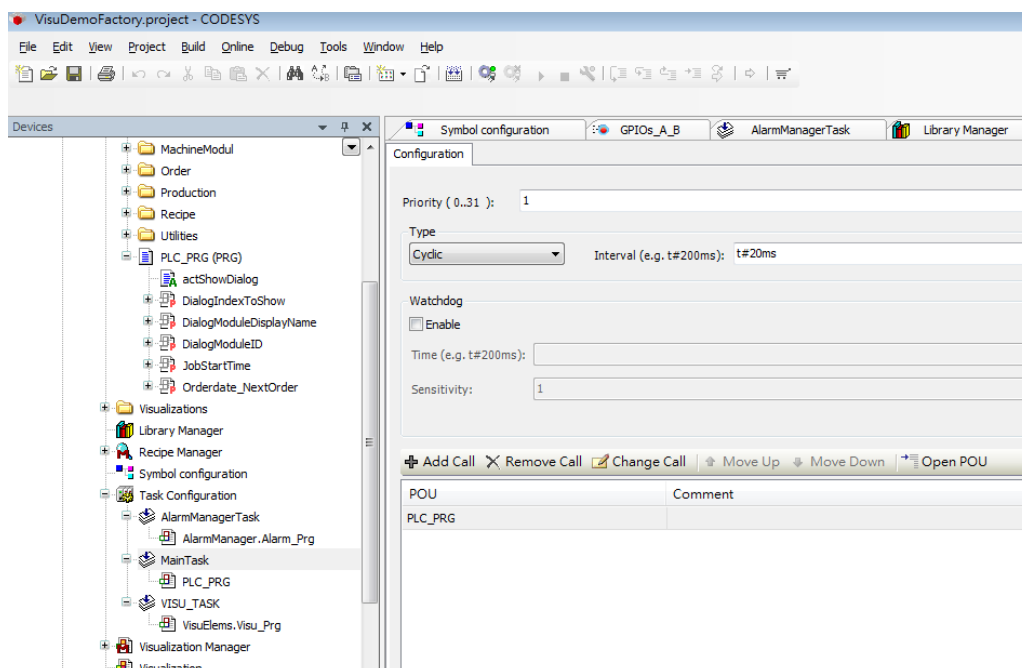 VisuDemoFactory.project - CODESYS
File Edit View Project Build Online Debug Tools Window Help
Devices
MachineModul
Order
Production
Recipe
Utilities
PLC_PRG (PRG)
actShowDialog
DialogIndexToShow
DialogModuleDisplayName
DialogModuleID
JobStartTime
Orderdate_NextOrder
Visualizations
Library Manager
Recipe Manager
Symbol configuration
Task Configuration
AlarmManagerTask
AlarmManager.Alarm_Prg
MainTask
PLC_PRG
VISU_TASK
VisuElems.Visu_Prg
Visualization Manager
Visualization
Symbol configuration GPIOs_A_B AlarmManagerTask Library Manager
Configuration
Priority ( 0..31 ): 1
Type
Cyclic Interval (e.g. t#200ms): t#20ms
Watchdog
Enable
Time (e.g. t#200ms):
Sensitivity: 1
Add Call Remove Call Change Call Move Up Move Down Open POU
POU Comment
PLC_PRG